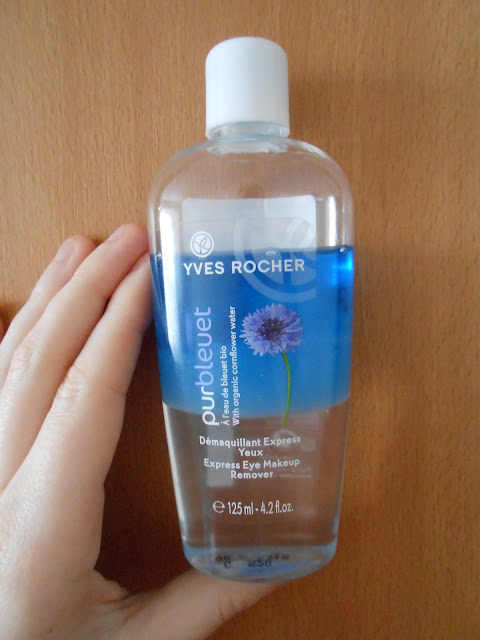 YVES ROCHER
purbleuet
À l'eau de bleuet bio
With organic cornflower water
Démaquillant Express
Yeux
Express Eye Makeup
Remover
℮ 125 ml - 4.2 fl.oz.